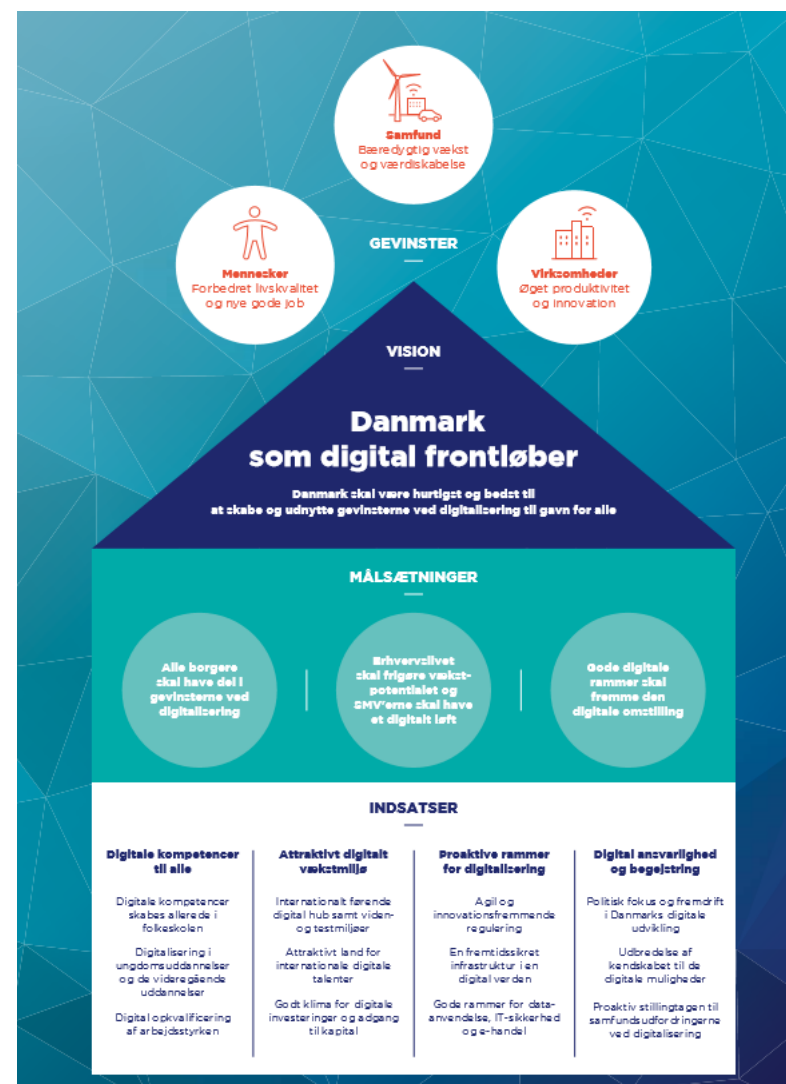 Samfund
Bæredygtig vækst
og værdiskabelse
GEVINSTER
Mennesker
Forbedret livskvalitet
og nye gode job
Virksomheder
Øget produktivitet
og innovation
VISION
Danmark
som digital frontløber
Danmark skal være hurtigst og bedst til
at skabe og udnytte gevinsterne ved digitalisering til gavn for alle
MÅLSÆTNINGER
Alle borgere
skal have del i
gevinsterne ved
digitalisering
Erhvervslivet
skal frigøre vækst-
potentialet og
SMV'erne skal have
et digitalt løft
Gode digitale
rammer skal
fremme den
digitale omstilling
INDSATSER
Digitale kompetencer
til alle
Digitale kompetencer
skabes allerede i
folkeskolen
Digitalisering i
ungdomsuddannelser
og de videregående
uddannelser
Digital opkvalificering
af arbejdsstyrken
Attraktivt digitalt
vækstmiljø
Internationalt førende
digital hub samt viden-
og testmiljøer
Attraktivt land for
internationale digitale
talenter
Godt klima for digitale
investeringer og adgang
til kapital
Proaktive rammer
for digitalisering
Agil og
innovationsfremmende
regulering
En fremtidssikret
infrastruktur i en
digital verden
Gode rammer for data-
anvendelse, IT-sikkerhed
og e-handel
Digital ansvarlighed
og begejstring
Politisk fokus og fremdrift
i Danmarks digitale
udvikling
Udbredelse af
kendskabet til de
digitale muligheder
Proaktiv stillingtagen til
samfundsudfordringerne
ved digitalisering